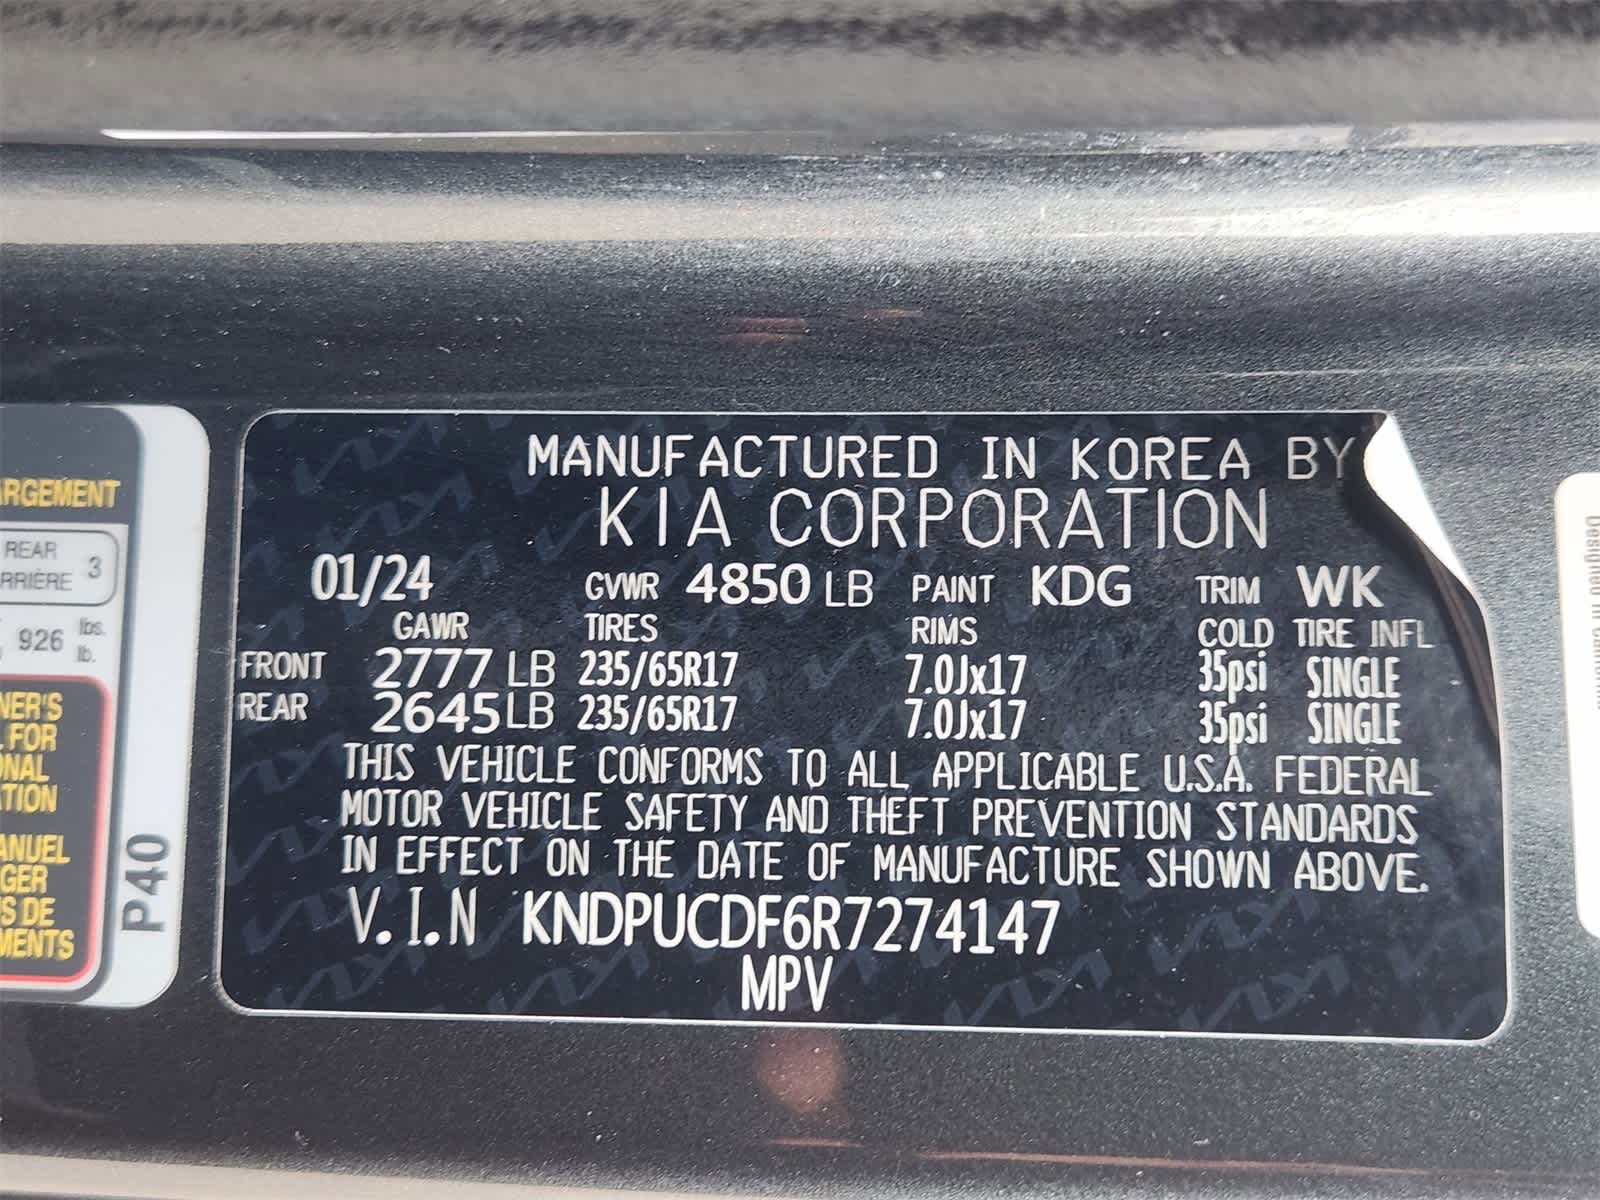 MANUFACTURED IN KOREA BY
KIA CORPORATION
01/24 GVWR 4850 LB PAINT KDG TRIM WK
GAWR TIRES RIMS COLD TIRE INFL
FRONT 2777 LB 235/65R17 7.0Jx17 35psi SINGLE
REAR 2645 LB 235/65R17 7.0Jx17 35psi SINGLE
THIS VEHICLE CONFORMS TO ALL APPLICABLE U.S.A. FEDERAL
MOTOR VEHICLE SAFETY AND THEFT PREVENTION STANDARDS
IN EFFECT ON THE DATE OF MANUFACTURE SHOWN ABOVE.
V.I.N KNDPUCDF6R7274147
MPV
ARGEMENT
REAR 3
RRIÈRE
926 lbs.
lb.
NER'S
FOR
ONAL
TION
ANUEL
GER
S DE
MENTS
P40
Designed in California